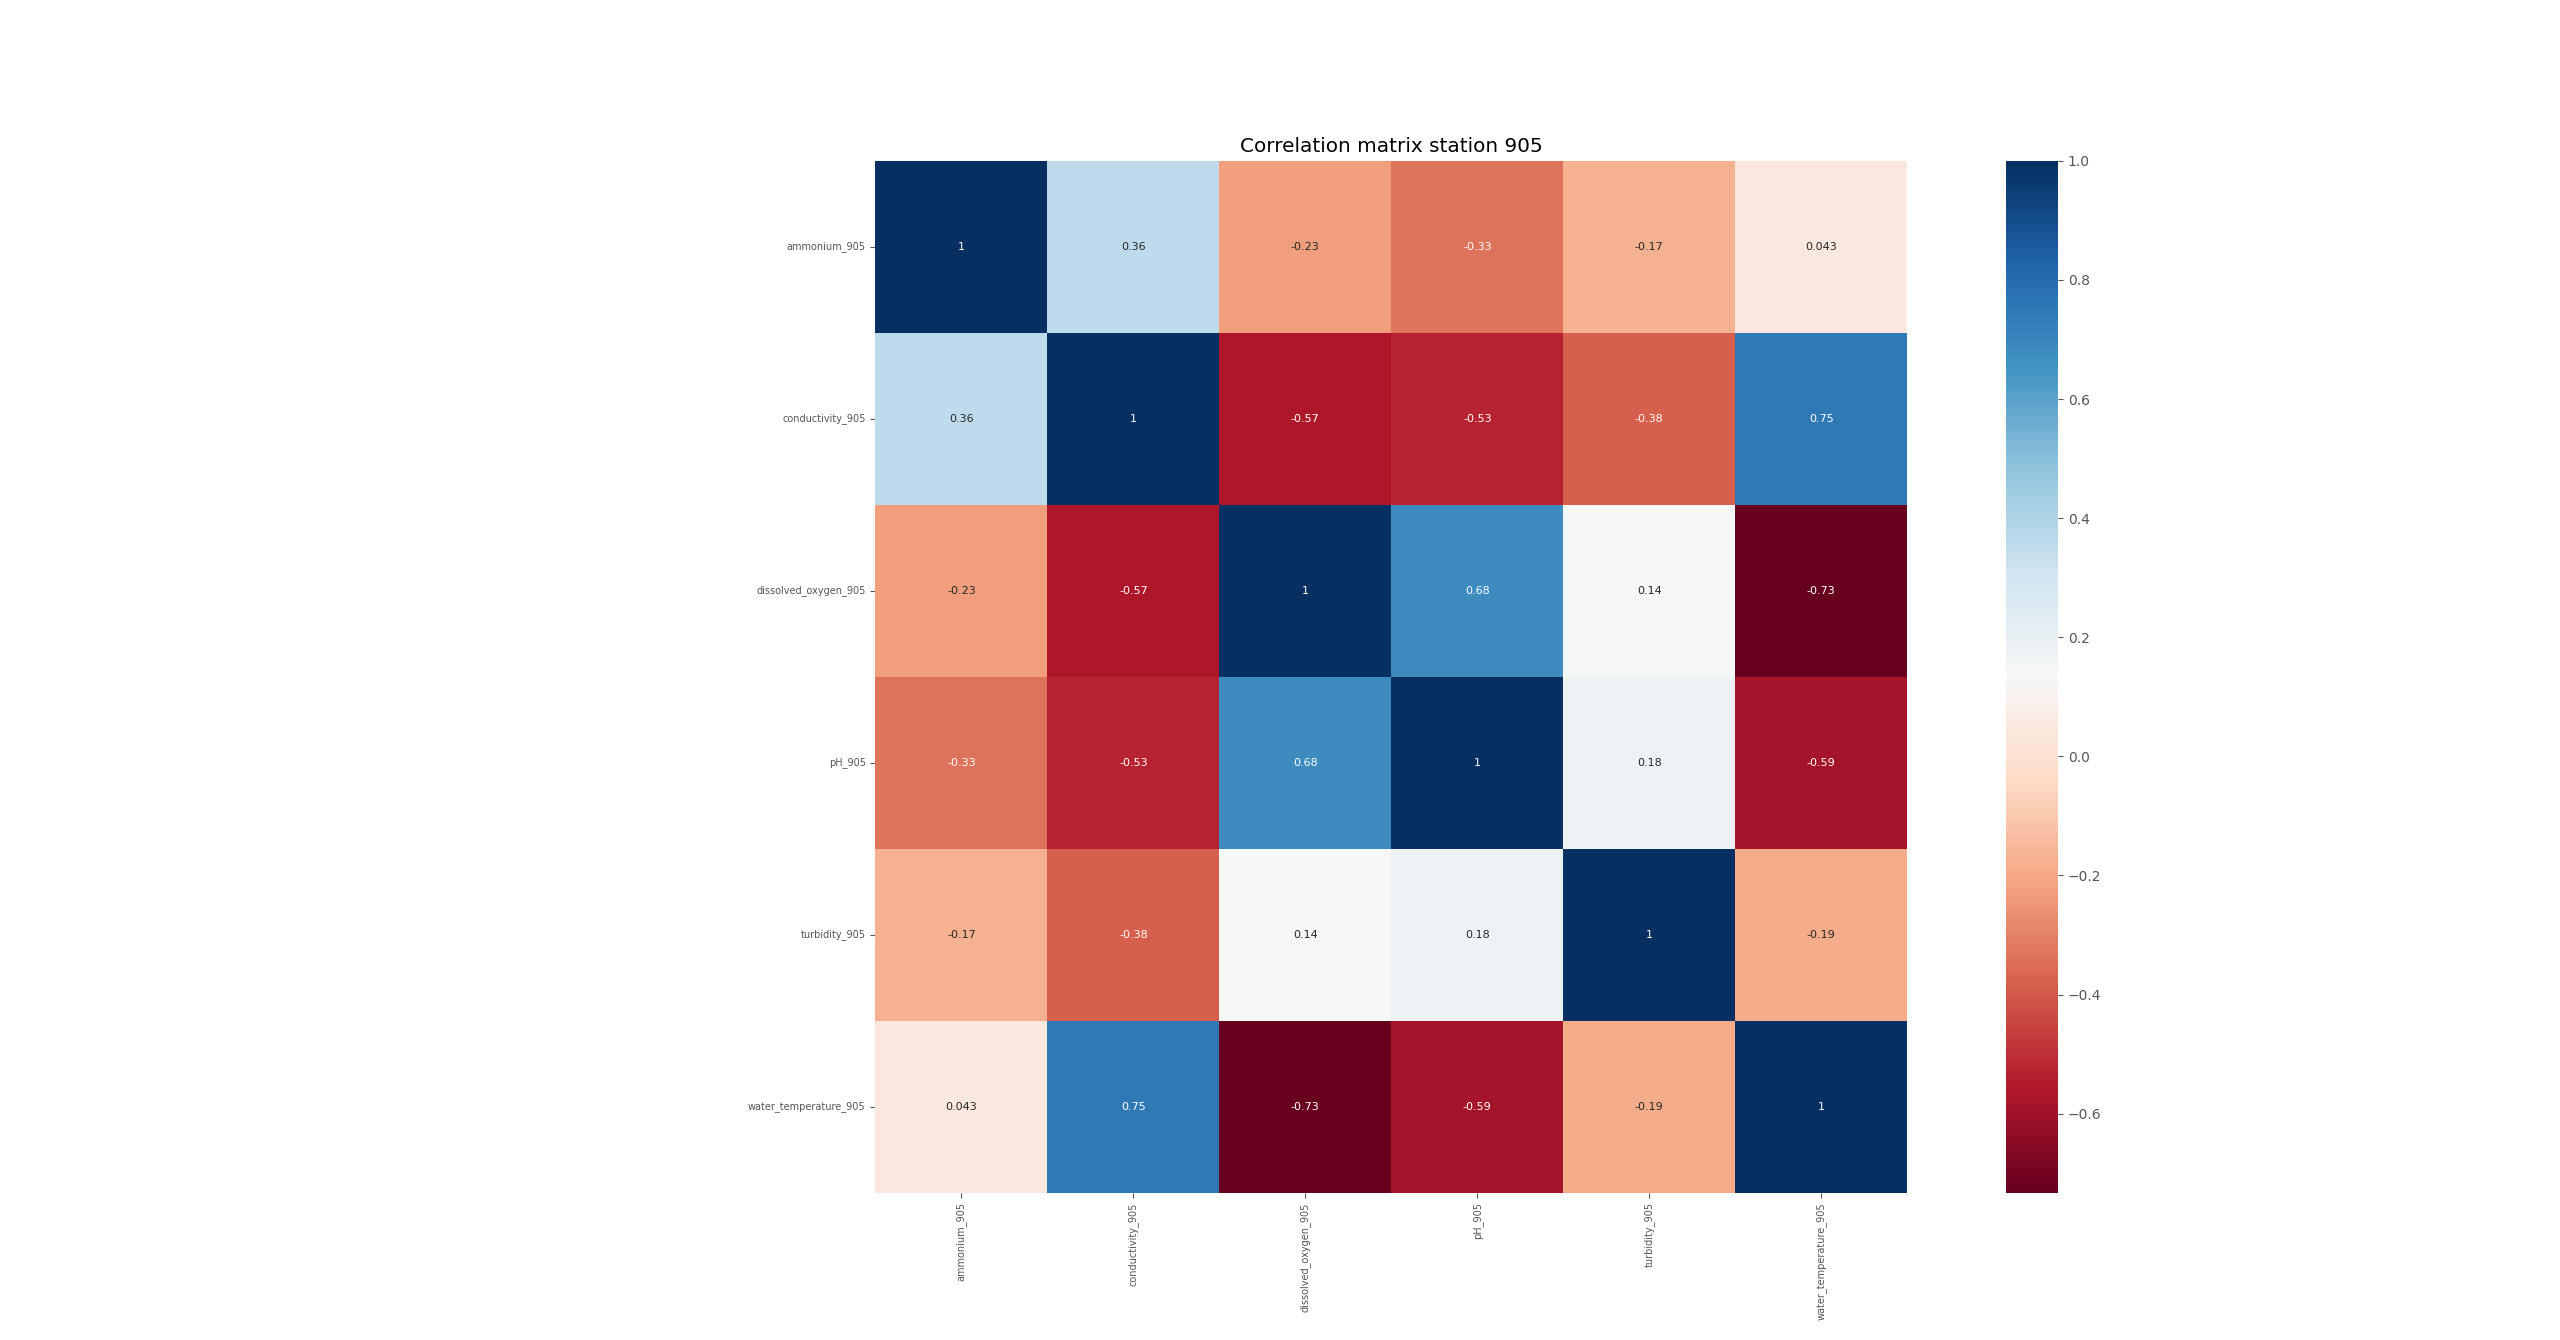 Correlation matrix station 905
ammonium_905 1 0.36 -0.23 -0.33 -0.17 0.043
conductivity_905 0.36 1 -0.57 -0.53 -0.38 0.75
dissolved_oxygen_905 -0.23 -0.57 1 0.68 0.14 -0.73
pH_905 -0.33 -0.53 0.68 1 0.18 -0.59
turbidity_905 -0.17 -0.38 0.14 0.18 1 -0.19
water_temperature_905 0.043 0.75 -0.73 -0.59 -0.19 1
ammonium_905
conductivity_905
dissolved_oxygen_905
pH_905
turbidity_905
water_temperature_905
1.0
0.8
0.6
0.4
0.2
0.0
−0.2
−0.4
−0.6